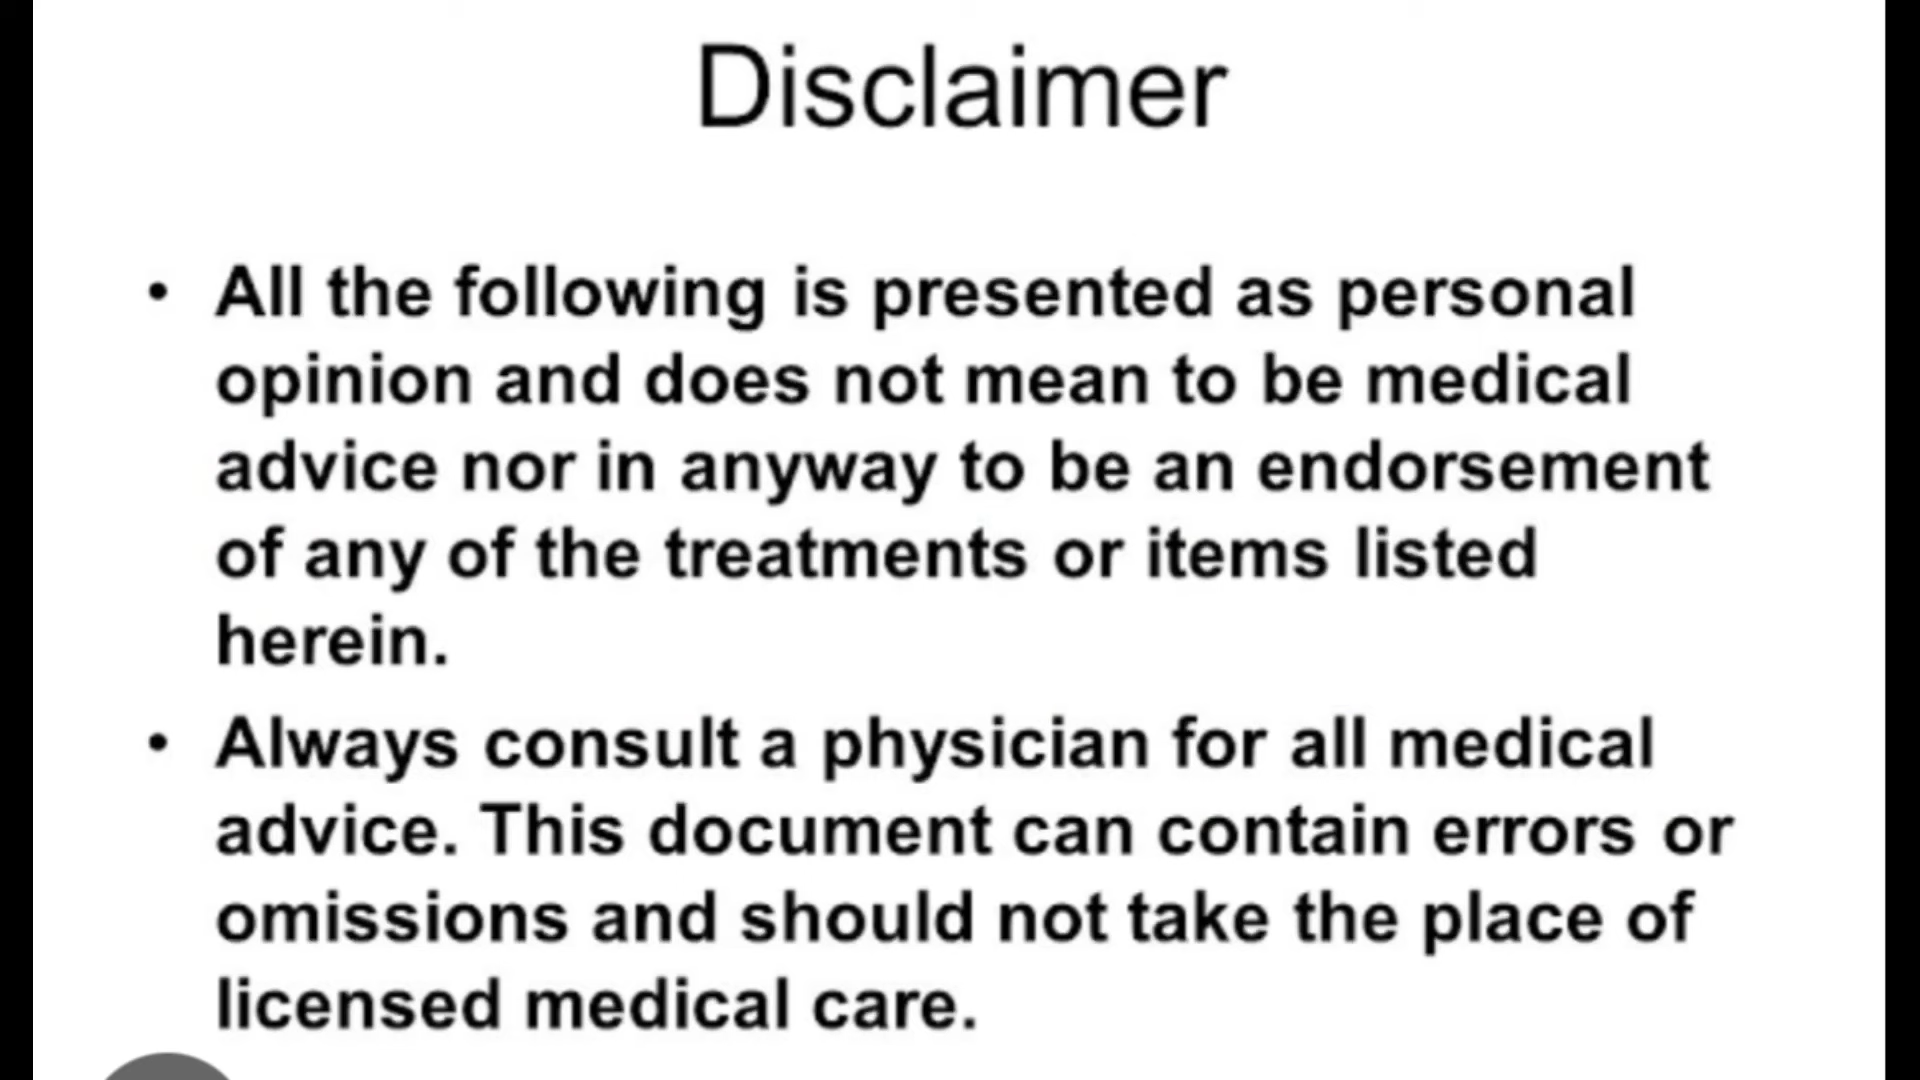 Disclaimer
• All the following is presented as personal
opinion and does not mean to be medical
advice nor in anyway to be an endorsement
of any of the treatments or items listed
herein.
• Always consult a physician for all medical
advice. This document can contain errors or
omissions and should not take the place of
licensed medical care.